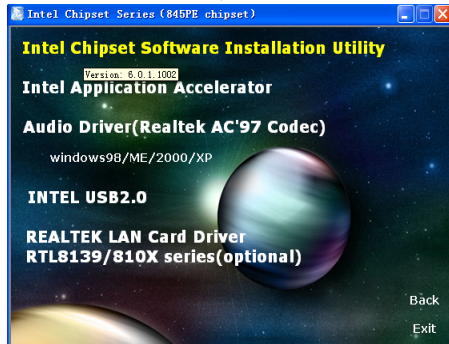 Intel Chipset Series (845PE chipset)
Intel Chipset Software Installation Utility
Version: 6.0.1.1002
Intel Application Accelerator
Audio Driver(Realtek AC'97 Codec)
windows98/ME/2000/XP
INTEL USB2.0
REALTEK LAN Card Driver
RTL8139/810X series(optional)
Back
Exit